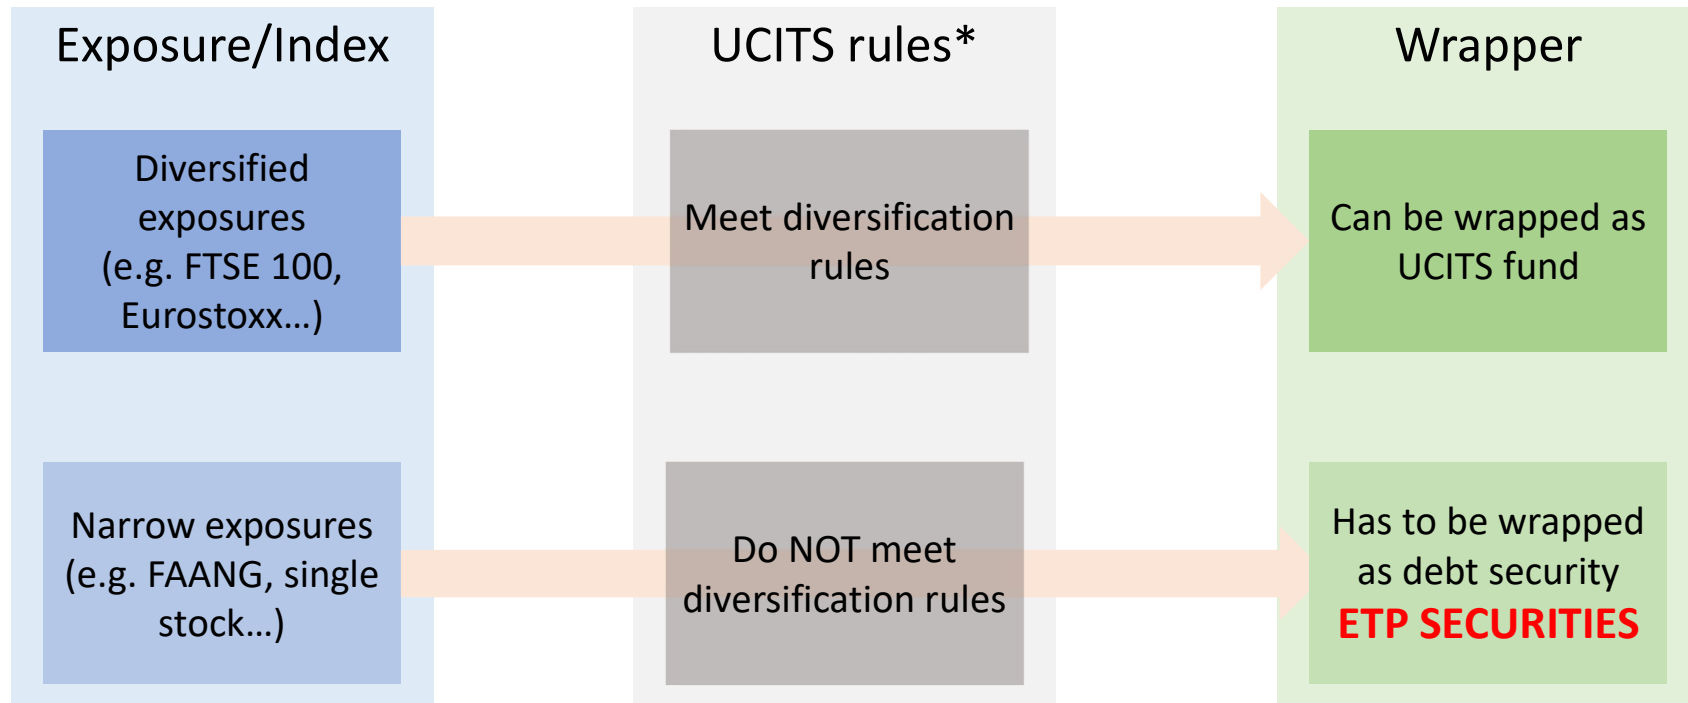 Exposure/Index
UCITS rules*
Wrapper
Diversified
exposures
(e.g. FTSE 100,
Eurostoxx...)
Meet diversification
rules
Can be wrapped as
UCITS fund
Narrow exposures
(e.g. FAANG, single
stock...)
Do NOT meet
diversification rules
Has to be wrapped
as debt security
ETP SECURITIES